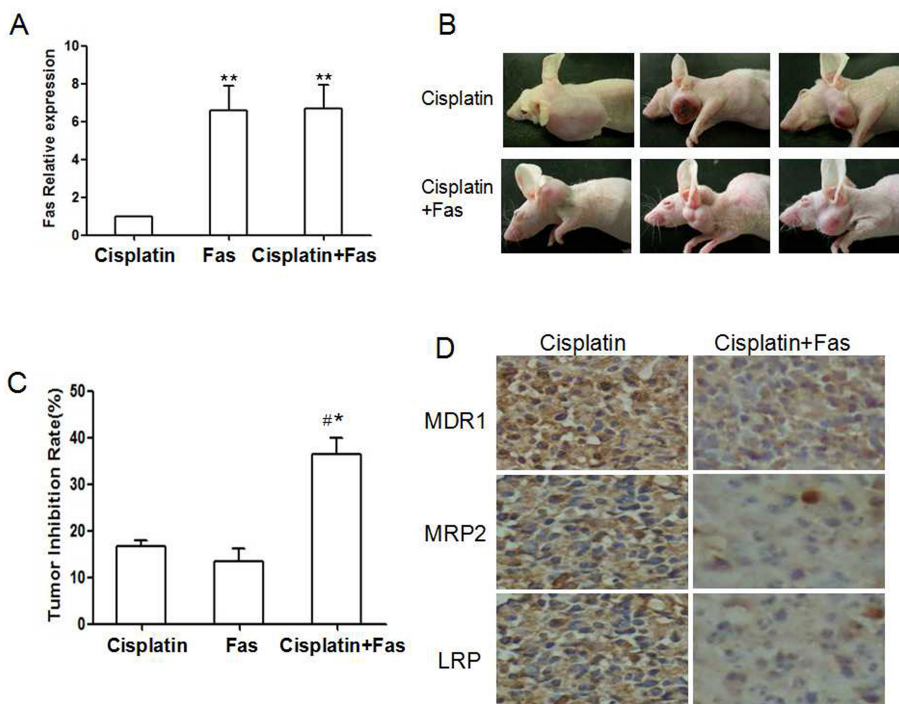 A
Fas Relative expression
10
8
6
4
2
0
**
**
Cisplatin Fas Cisplatin+Fas
B
Cisplatin
Cisplatin
+Fas
C
Tumor Inhibition Rate(%)
50
40
30
20
10
0
#*
Cisplatin Fas Cisplatin+Fas
D
Cisplatin Cisplatin+Fas
MDR1
MRP2
LRP